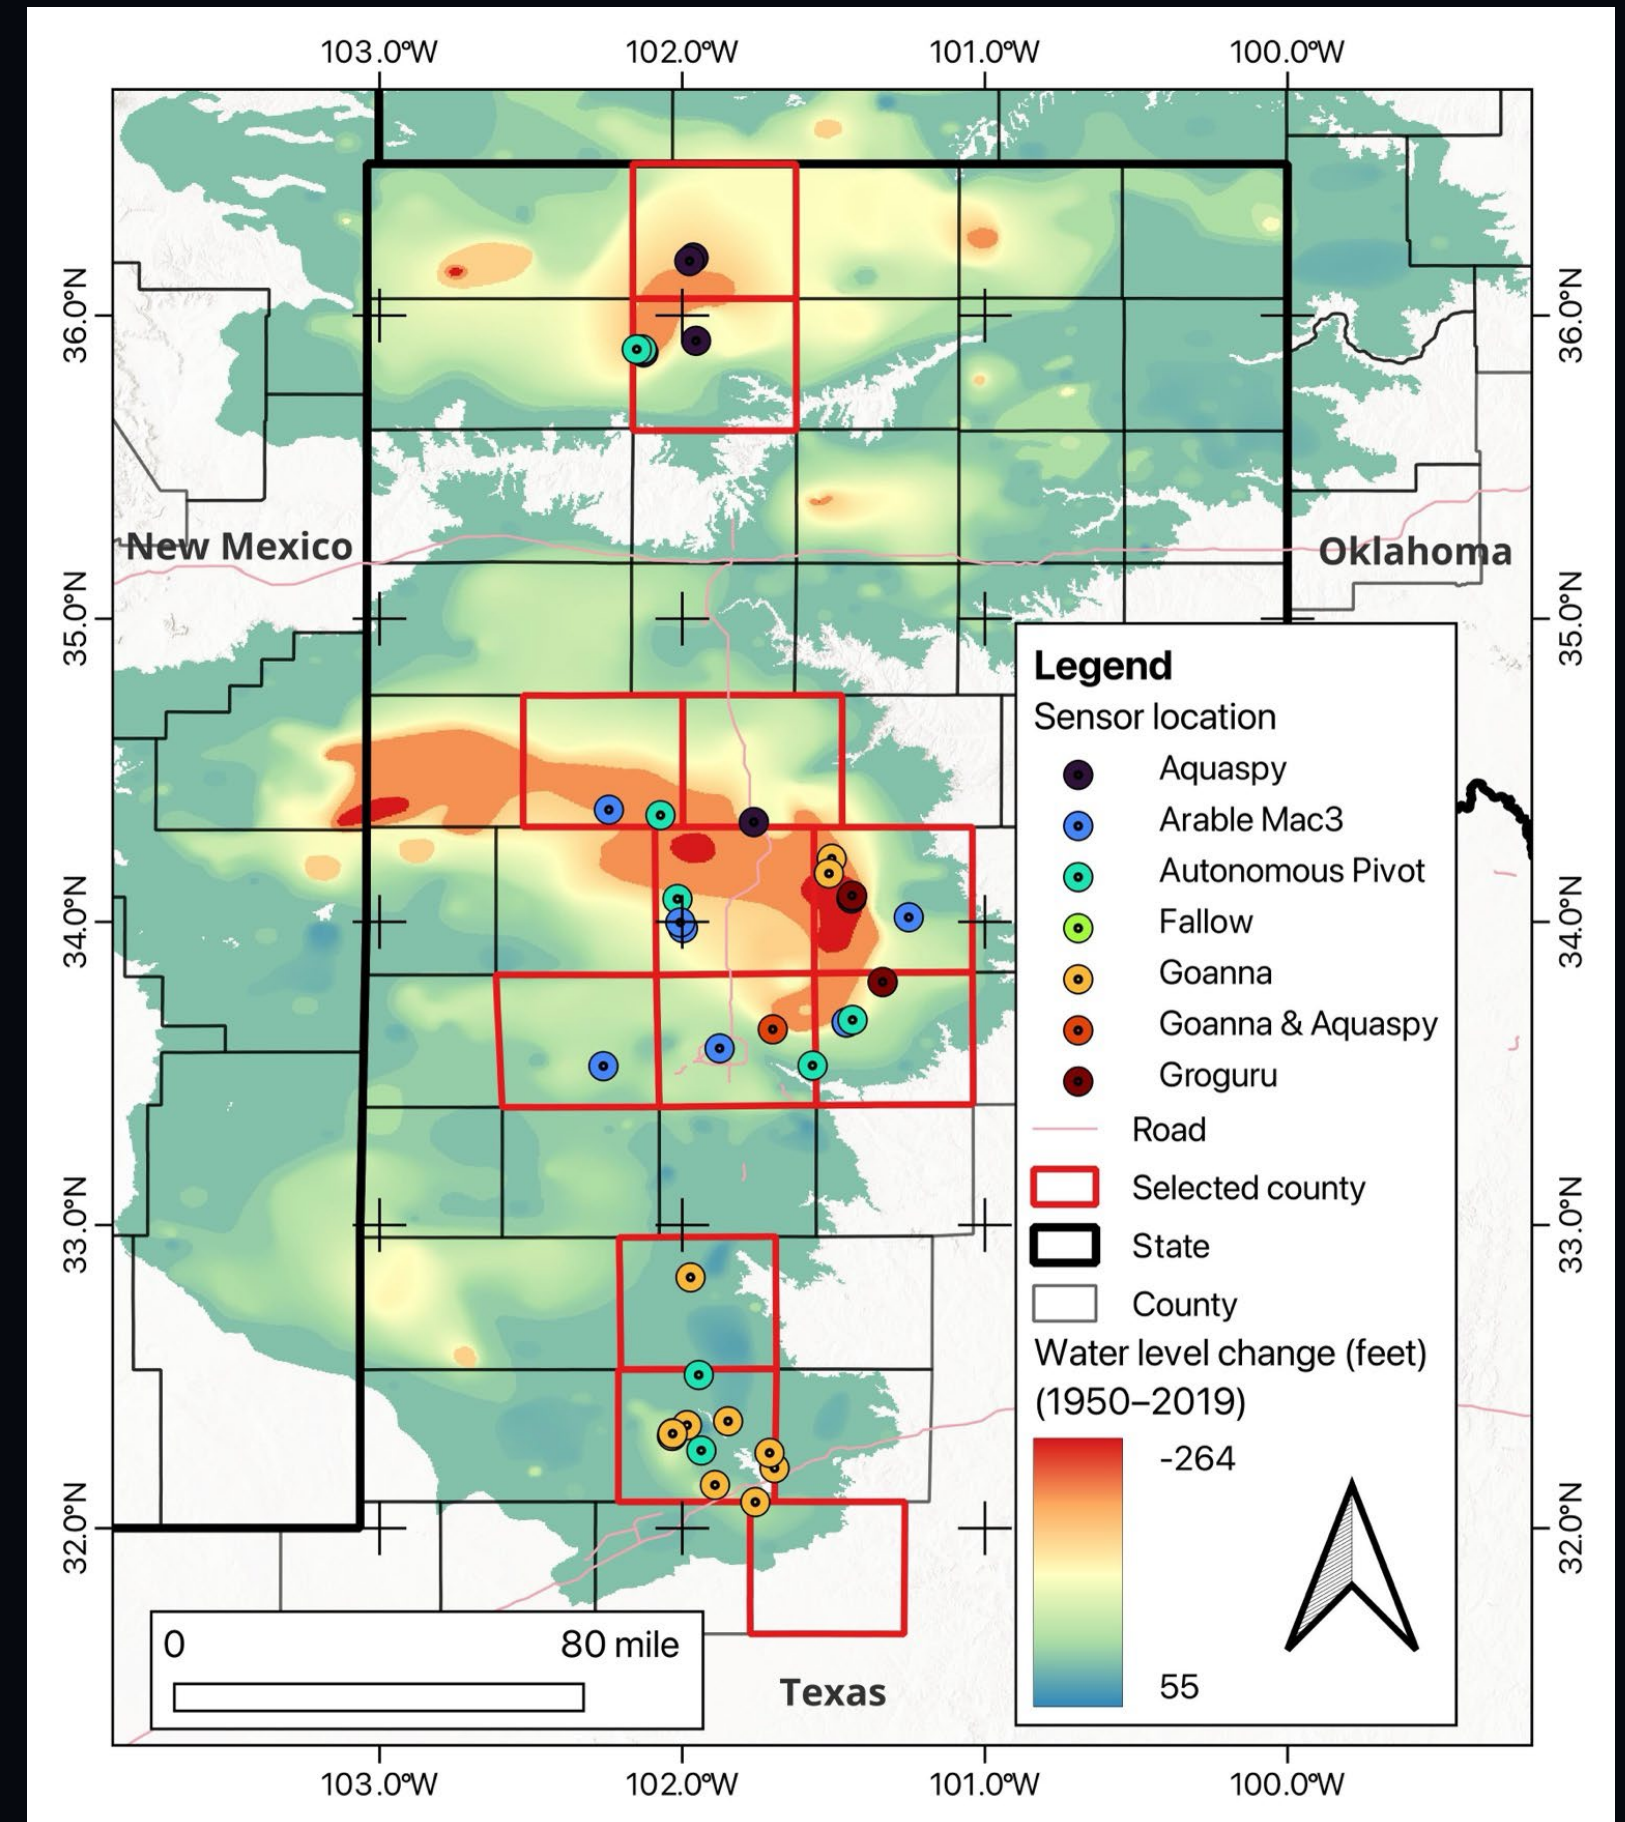 103.0°W 102.0°W 101.0°W 100.0°W
36.0°N
36.0°N
New Mexico
Oklahoma
35.0°N
35.0°N
34.0°N
34.0°N
33.0°N
33.0°N
32.0°N
32.0°N
Legend
Sensor location
Aquaspy
Arable Mac3
Autonomous Pivot
Fallow
Goanna
Goanna & Aquaspy
Groguru
Road
Selected county
State
County
Water level change (feet)
(1950–2019)
-264
55
0 80 mile
Texas
103.0°W 102.0°W 101.0°W 100.0°W